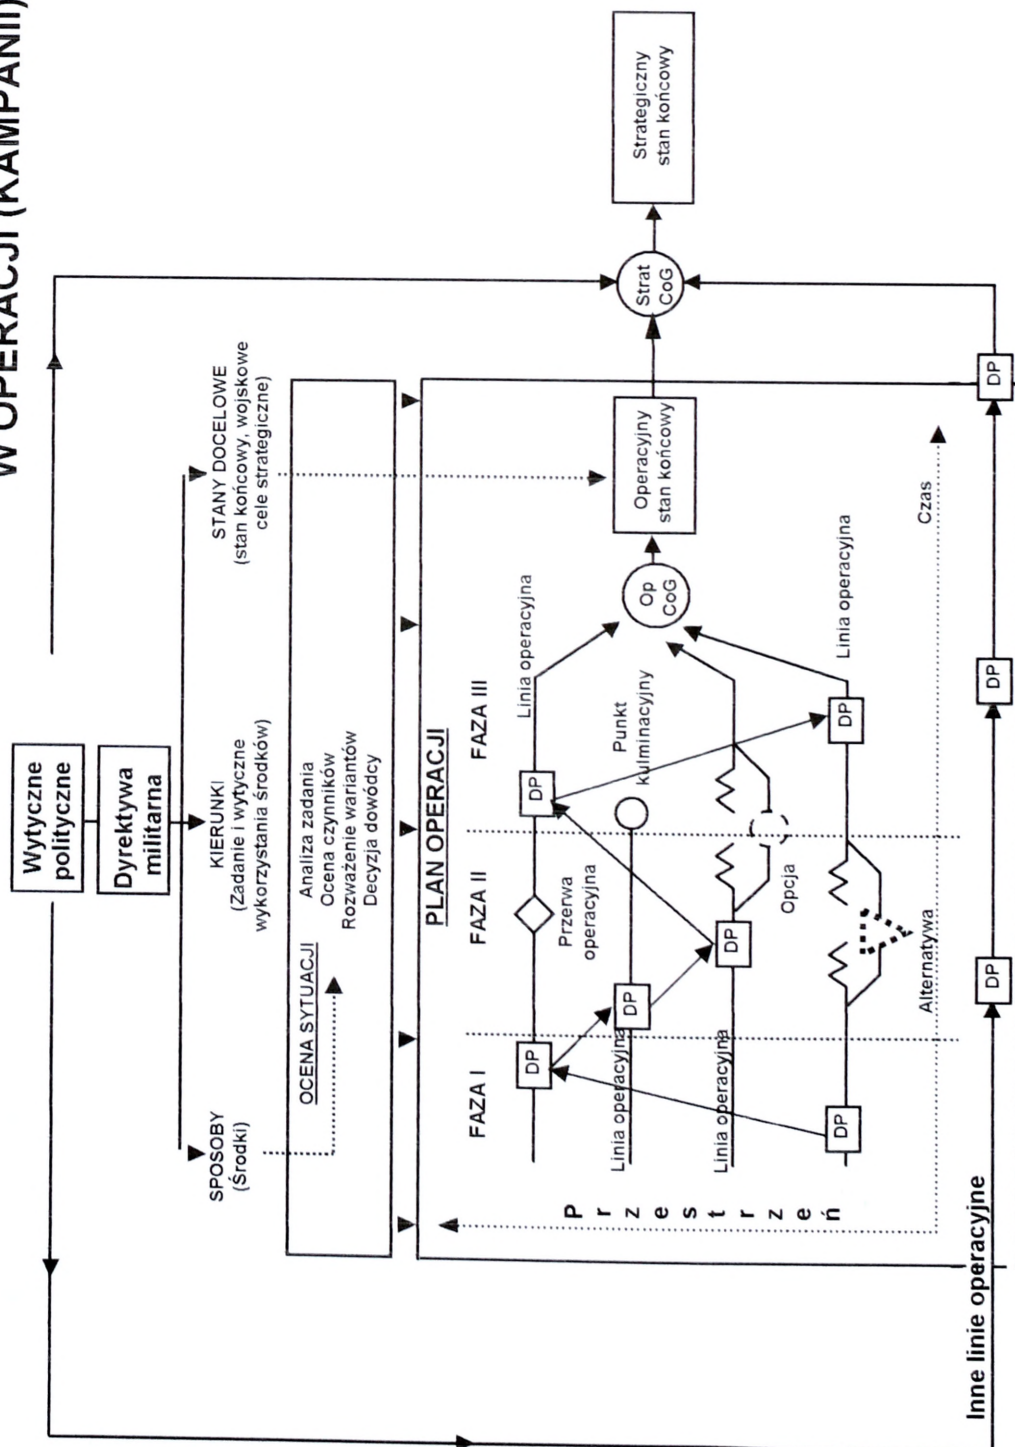 W OPERACJI (KAMPANII)
Wytyczne
polityczne
Dyrektywa
militarna
SPOSOBY
(Środki)
KIERUNKI
(Zadanie i wytyczne
wykorzystania środków)
STANY DOCELOWE
(stan końcowy, wojskowe
cele strategiczne)
OCENA SYTUACJI
Analiza zadania
Ocena czynników
Rozważenie wariantów
Decyzja dowódcy
PLAN OPERACJI
FAZA I
FAZA II
FAZA III
Linia operacyjna
DP
DP
Przerwa
operacyjna
Linia operacyjna
DP
Punkt
kulminacyjny
Linia operacyjna
DP
Opcja
DP
DP
Linia operacyjna
Alternatywa
Op
CoG
Operacyjny
stan końcowy
Strat
CoG
Strategiczny
stan końcowy
Przestrzeń
Czas
Inne linie operacyjne
DP
DP
DP